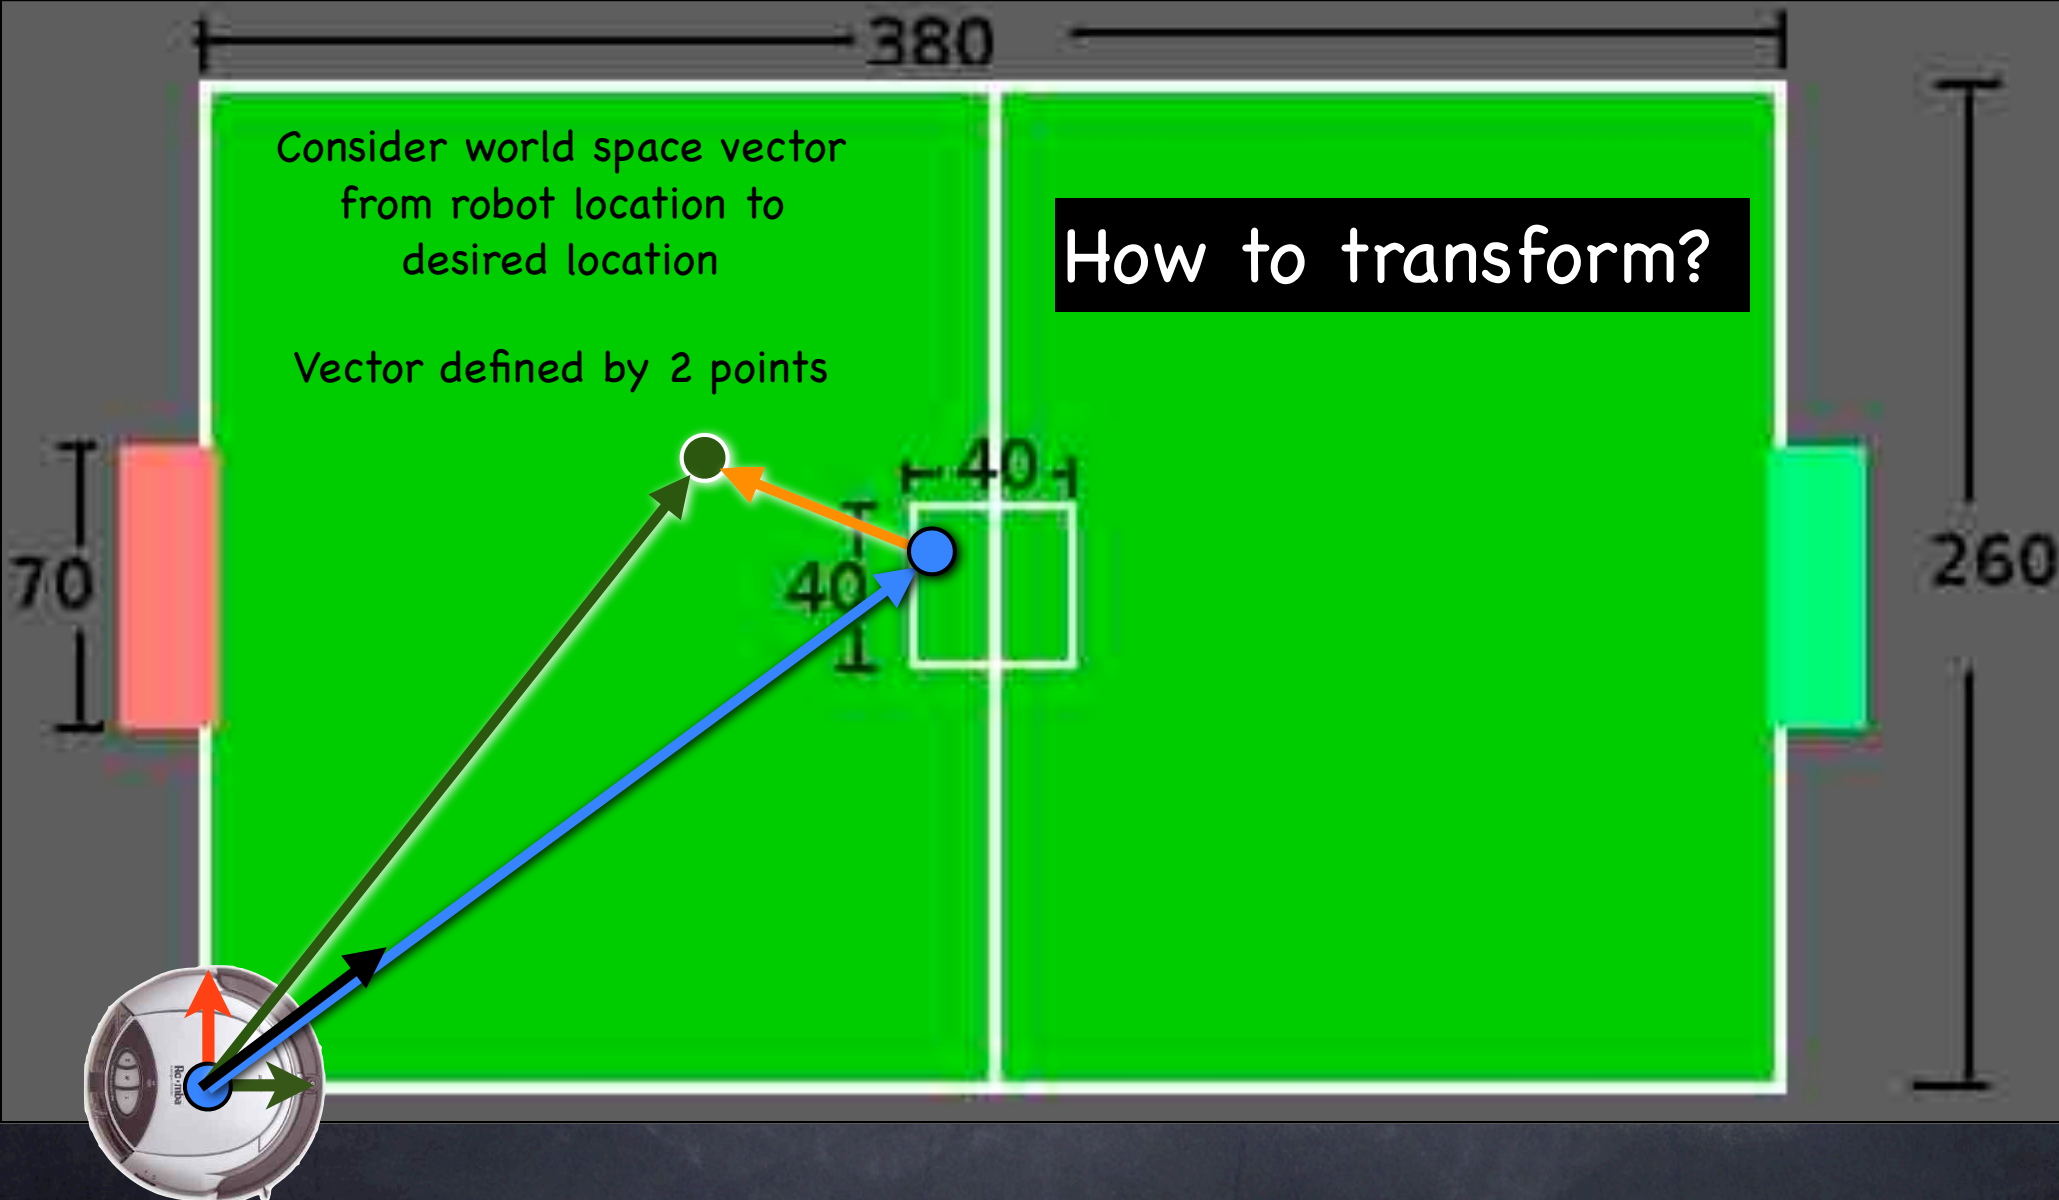 380
Consider world space vector
from robot location to
desired location
How to transform?
Vector defined by 2 points
40
40
70
260
Roomba